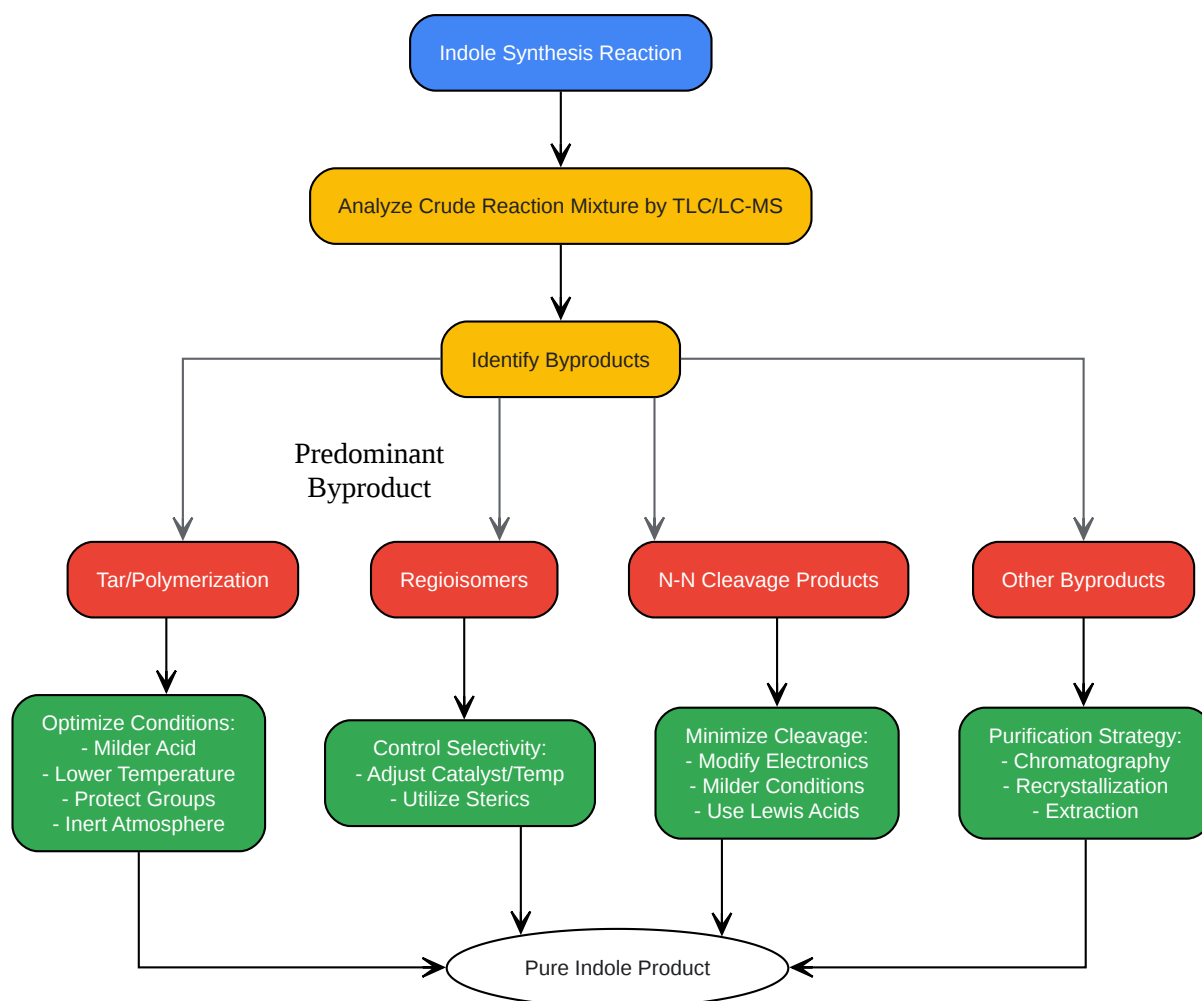 Indole Synthesis Reaction
Analyze Crude Reaction Mixture by TLC/LC-MS
Identify Byproducts
Predominant
Byproduct
Tar/Polymerization
Regioisomers
N-N Cleavage Products
Other Byproducts
Optimize Conditions:
- Milder Acid
- Lower Temperature
- Protect Groups
- Inert Atmosphere
Control Selectivity:
- Adjust Catalyst/Temp
- Utilize Sterics
Minimize Cleavage:
- Modify Electronics
- Milder Conditions
- Use Lewis Acids
Purification Strategy:
- Chromatography
- Recrystallization
- Extraction
Pure Indole Product